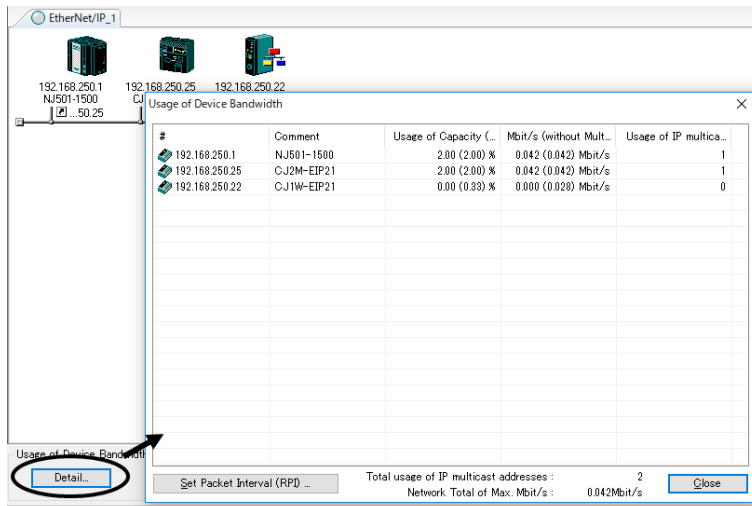 EtherNet/IP_1
192.168.250.1 192.168.250.25 192.168.250.22
NJ501-1500 CJ
...50.25
Usage of Device Bandwidth
# Comment Usage of Capacity (... Mbit/s (without Mult... Usage of IP multica...
192.168.250.1 NJ501-1500 2.00 (2.00) % 0.042 (0.042) Mbit/s 1
192.168.250.25 CJ2M-EIP21 2.00 (2.00) % 0.042 (0.042) Mbit/s 1
192.168.250.22 CJ1W-EIP21 0.00 (0.33) % 0.000 (0.028) Mbit/s 0
Usage of Device Bandwidth
Detail...
Set Packet Interval (RPI) ...
Total usage of IP multicast addresses : 2
Network Total of Max. Mbit/s : 0.042Mbit/s
Close